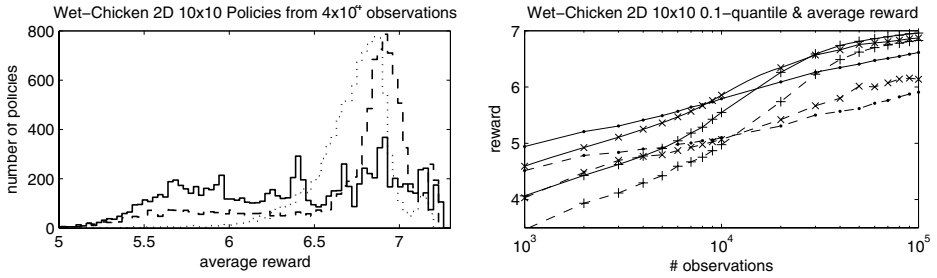 Wet−Chicken 2D 10x10 Policies from 4x10⁴ observations
800
600
400
200
0
number of policies
5
5.5
6
6.5
7
average reward
Wet−Chicken 2D 10x10 0.1−quantile & average reward
7
6
5
4
reward
10³
10⁴
10⁵
# observations